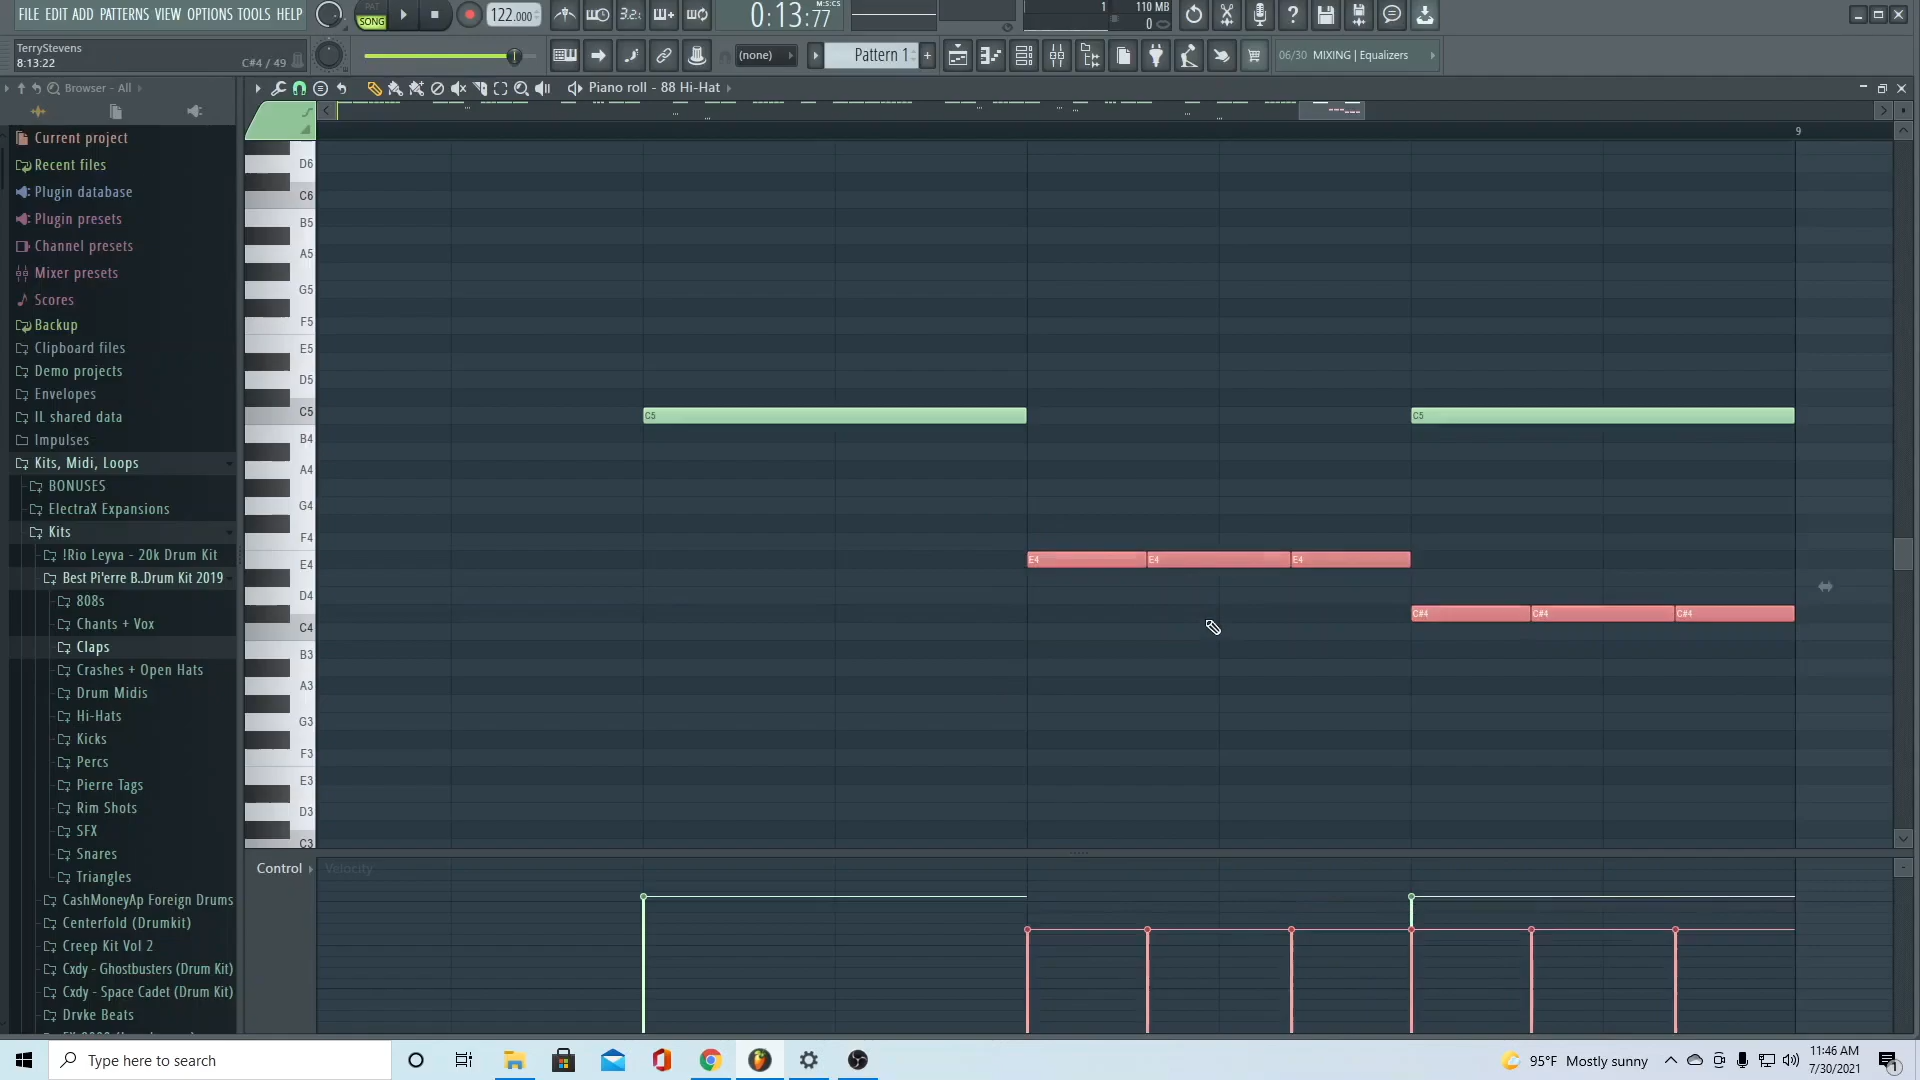 FILE EDIT ADD PATTERNS VIEW OPTIONS TOOLS HELP
PAT
SONG
122.000
3.2..
0:13:77
M:S:CS
1
110 MB
0
TerryStevens
8:13:22
C#4 / 49
(none)
Pattern 1
+
06/30 MIXING | Equalizers
Browser - All
Piano roll - 88 Hi-Hat
9
Current project
Recent files
Plugin database
Plugin presets
Channel presets
Mixer presets
Scores
Backup
Clipboard files
Demo projects
Envelopes
IL shared data
Impulses
Kits, Midi, Loops
BONUSES
ElectraX Expansions
Kits
!Rio Leyva - 20k Drum Kit
Best Pi'erre B..Drum Kit 2019
808s
Chants + Vox
Claps
Crashes + Open Hats
Drum Midis
Hi-Hats
Kicks
Percs
Pierre Tags
Rim Shots
SFX
Snares
Triangles
CashMoneyAp Foreign Drums
Centerfold (Drumkit)
Creep Kit Vol 2
Cxdy - Ghostbusters (Drum Kit)
Cxdy - Space Cadet (Drum Kit)
Drvke Beats
D6
C6
B5
A5
G5
F5
E5
D5
C5
B4
A4
G4
F4
E4
D4
C4
B3
A3
G3
F3
E3
D3
C3
C5
C5
E4
E4
E4
C#4
C#4
C#4
Control
Velocity
Type here to search
95°F Mostly sunny
11:46 AM
7/30/2021
1